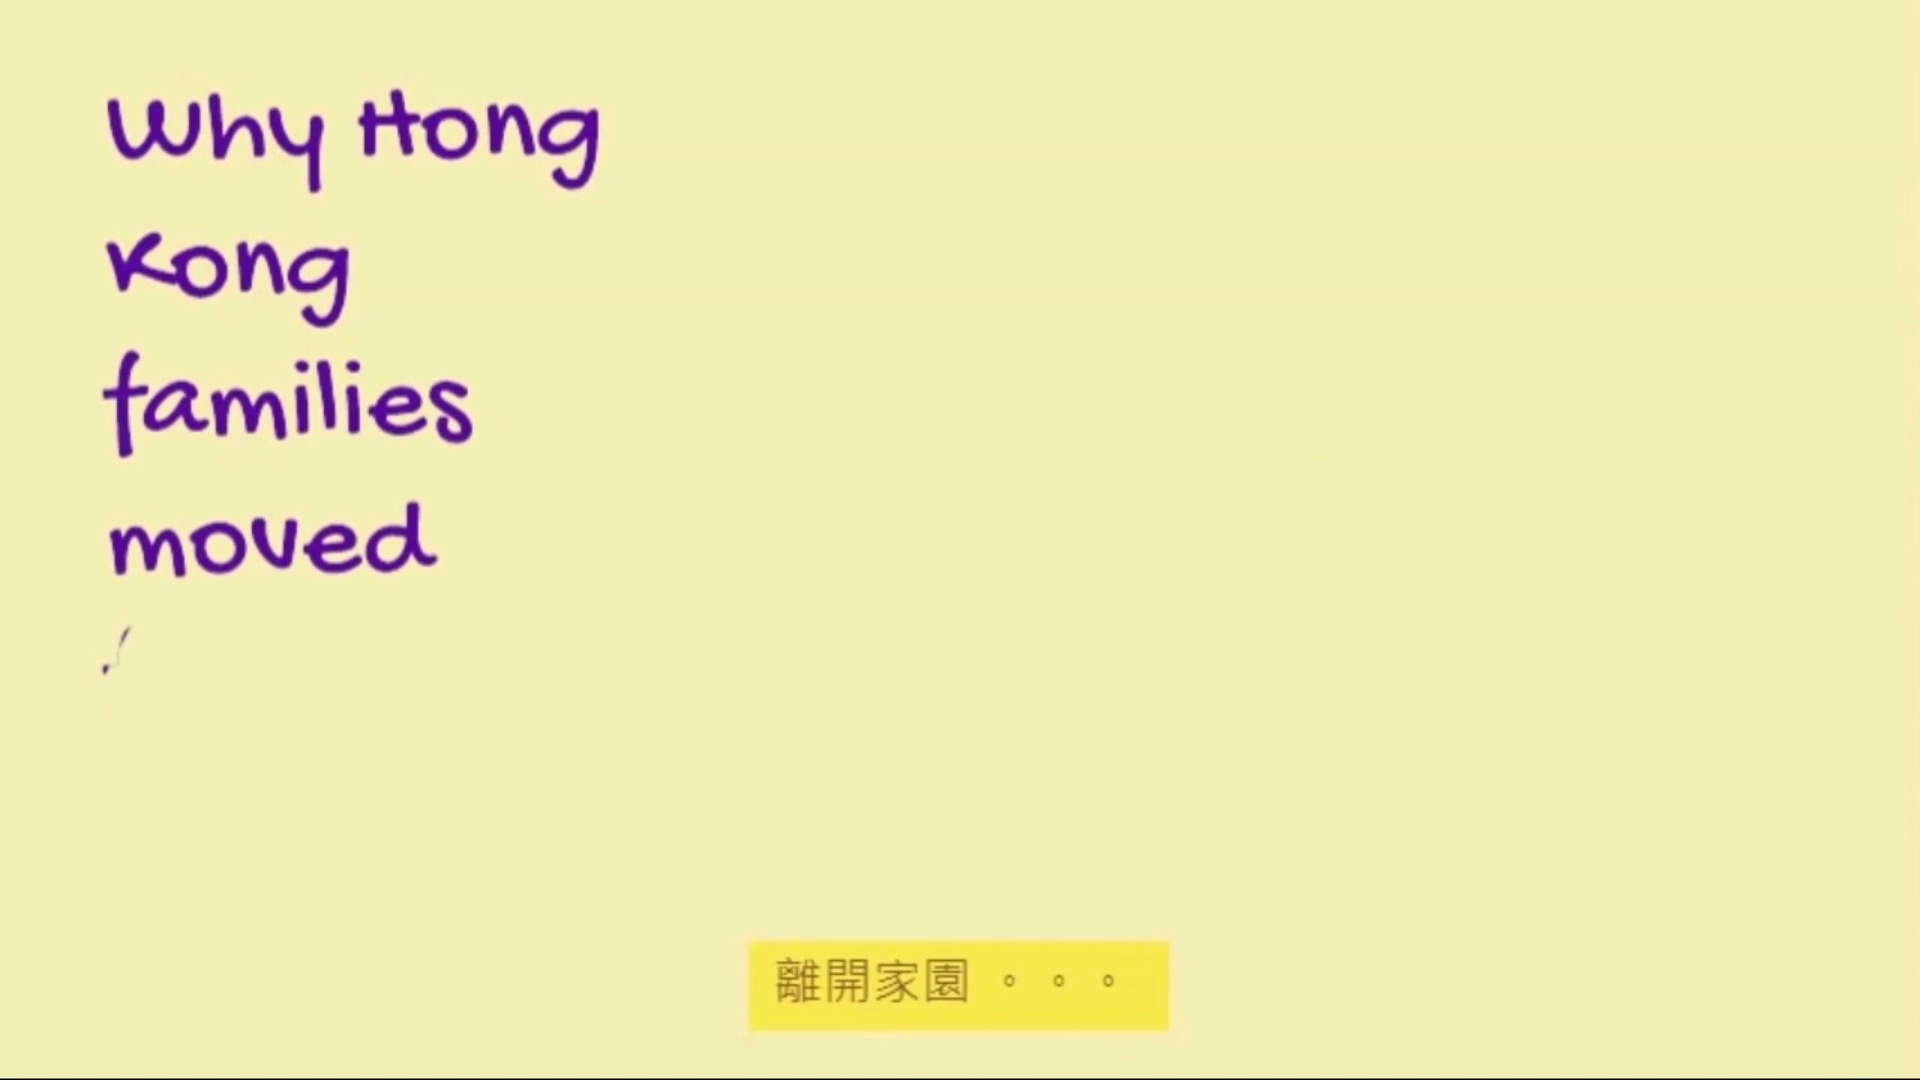 Why Hong
Kong
families
moved
離開家園 。。。